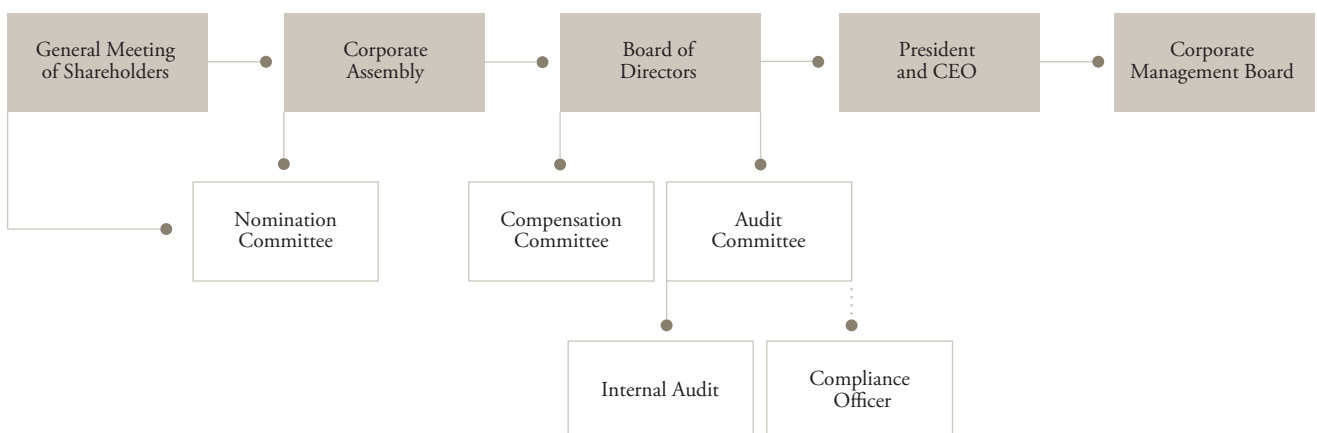 General Meeting
of Shareholders
Corporate
Assembly
Board of
Directors
President
and CEO
Corporate
Management Board
Nomination
Committee
Compensation
Committee
Audit
Committee
Internal Audit
Compliance
Officer